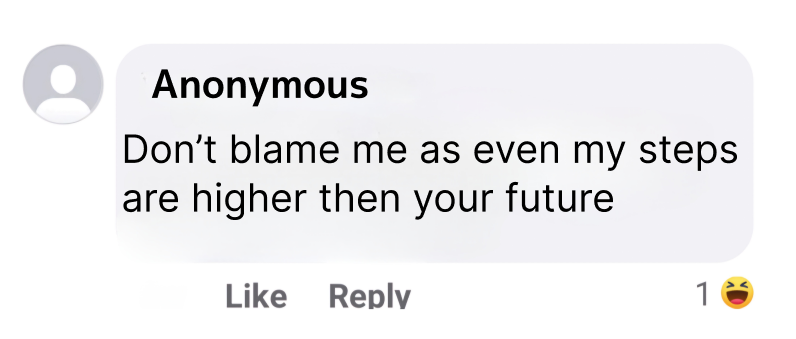 Anonymous
Don’t blame me as even my steps
are higher then your future
Like Reply 1